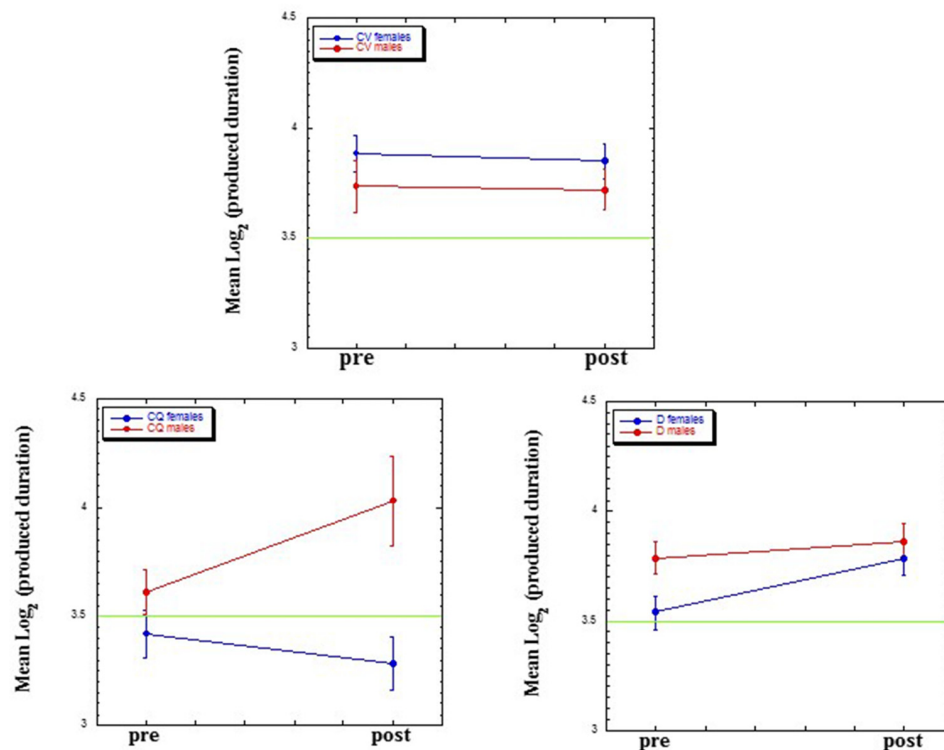 4.5
CV females
CV males
4
3.5
3
Mean Log2 (produced duration)
pre post
4.5
CQ females
CQ males
4
3.5
3
Mean Log2 (produced duration)
pre post
4.5
D females
D males
4
3.5
3
Mean Log2 (produced duration)
pre post